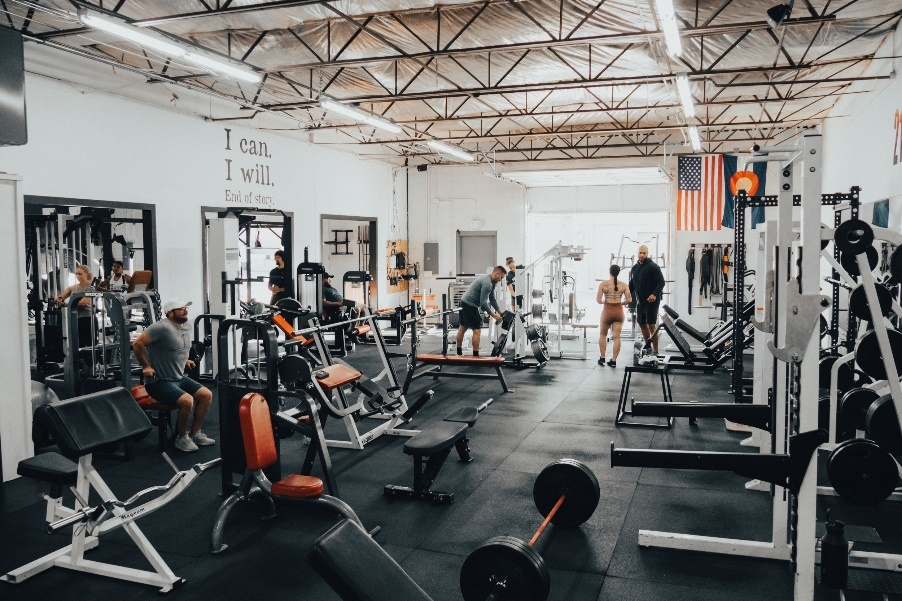 I can.
I will.
End of story.